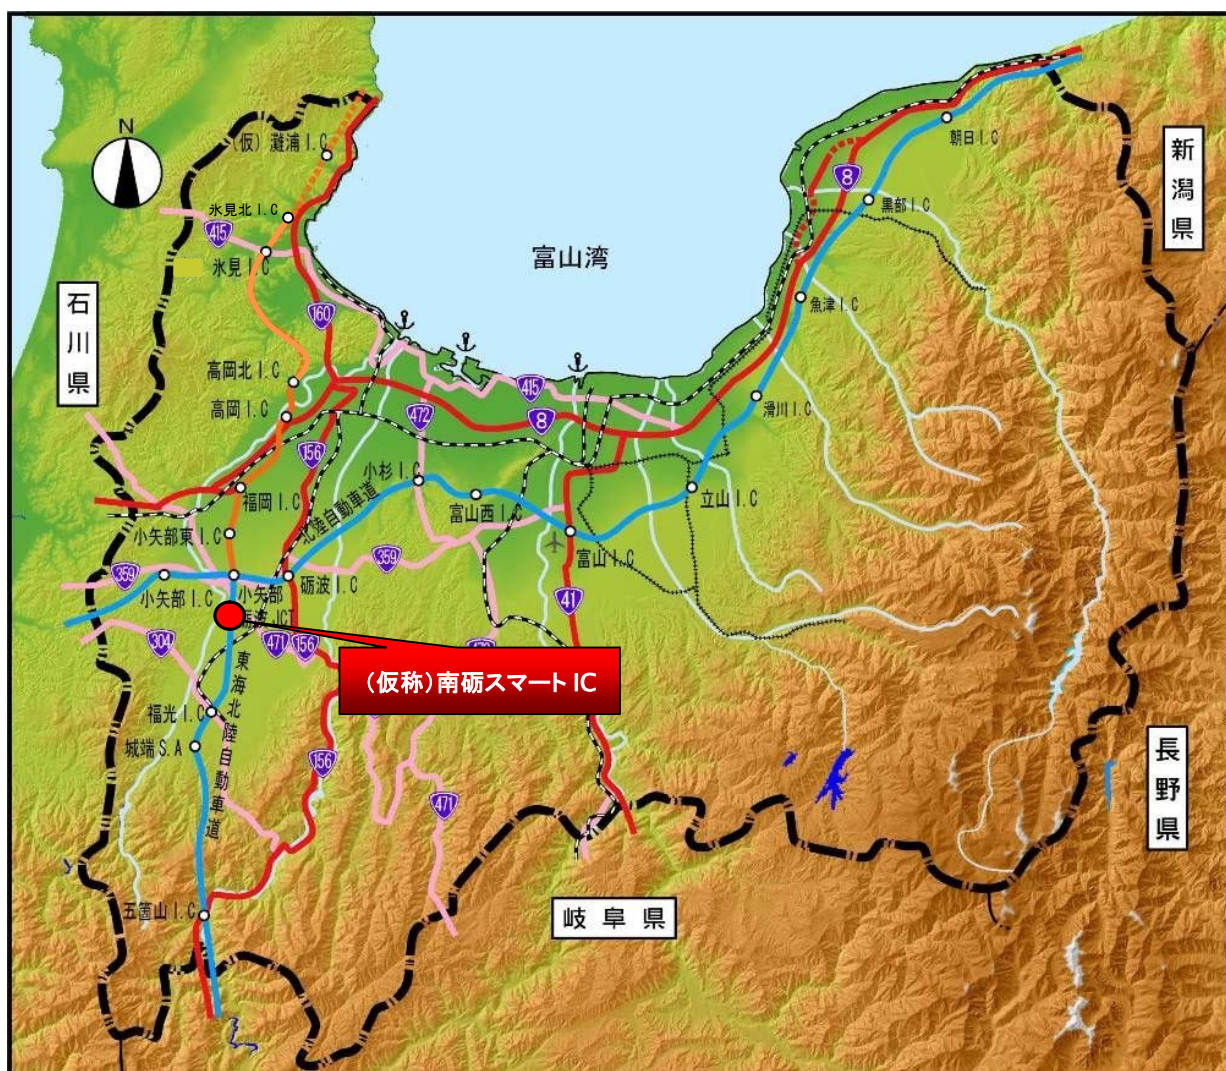 N
(仮) 灘浦 I.C
氷見北 I.C
415
氷見 I.C
石川県
160
高岡北 I.C
高岡 I.C
156
472
415
8
富山湾
8
朝日 I.C
黒部 I.C
魚津 I.C
滑川 I.C
新潟県
小杉 I.C
北陸自動車道
富山西 I.C
立山 I.C
富山 I.C
福岡 I.C
小矢部東 I.C
359
359
小矢部 I.C
小矢部
砺波 JCT
砺波 I.C
41
304
471
156
(仮称)南砺スマート IC
東海北陸自動車道
福光 I.C
城端 S.A
156
471
五箇山 I.C
岐阜県
長野県